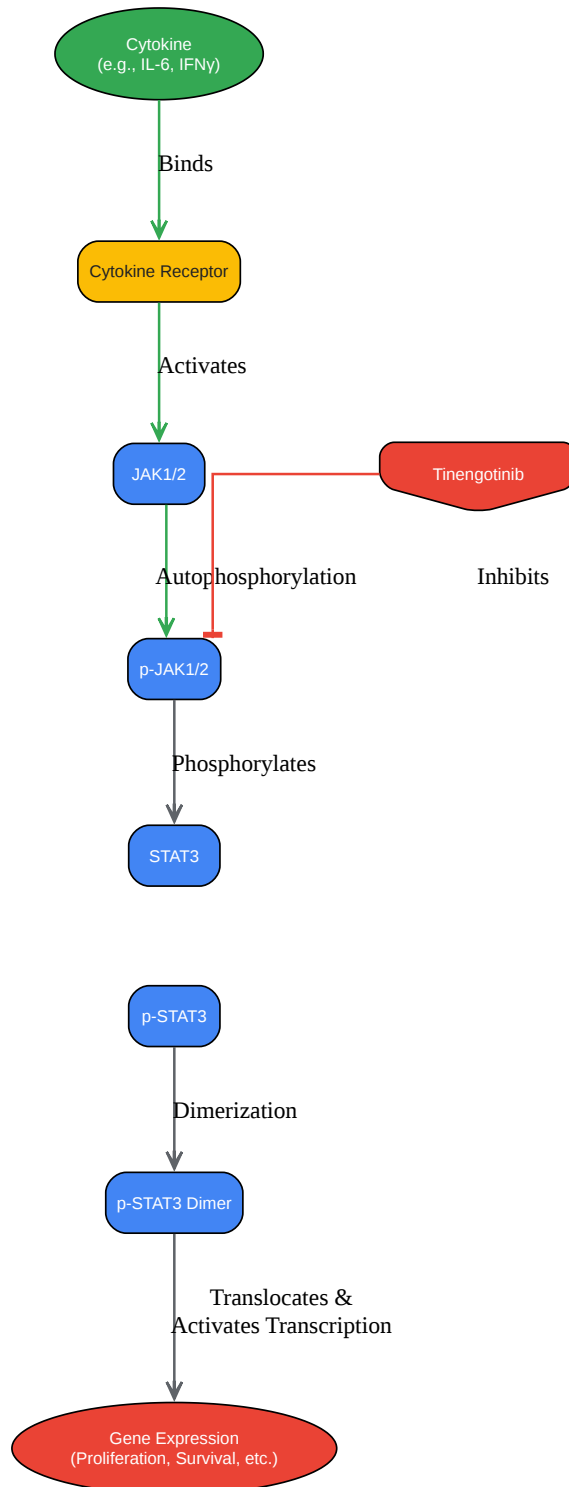 Cytokine
(e.g., IL-6, IFNγ)
Binds
Cytokine Receptor
Activates
JAK1/2
Tinengotinib
Autophosphorylation
Inhibits
p-JAK1/2
Phosphorylates
STAT3
p-STAT3
Dimerization
p-STAT3 Dimer
Translocates &
Activates Transcription
Gene Expression
(Proliferation, Survival, etc.)